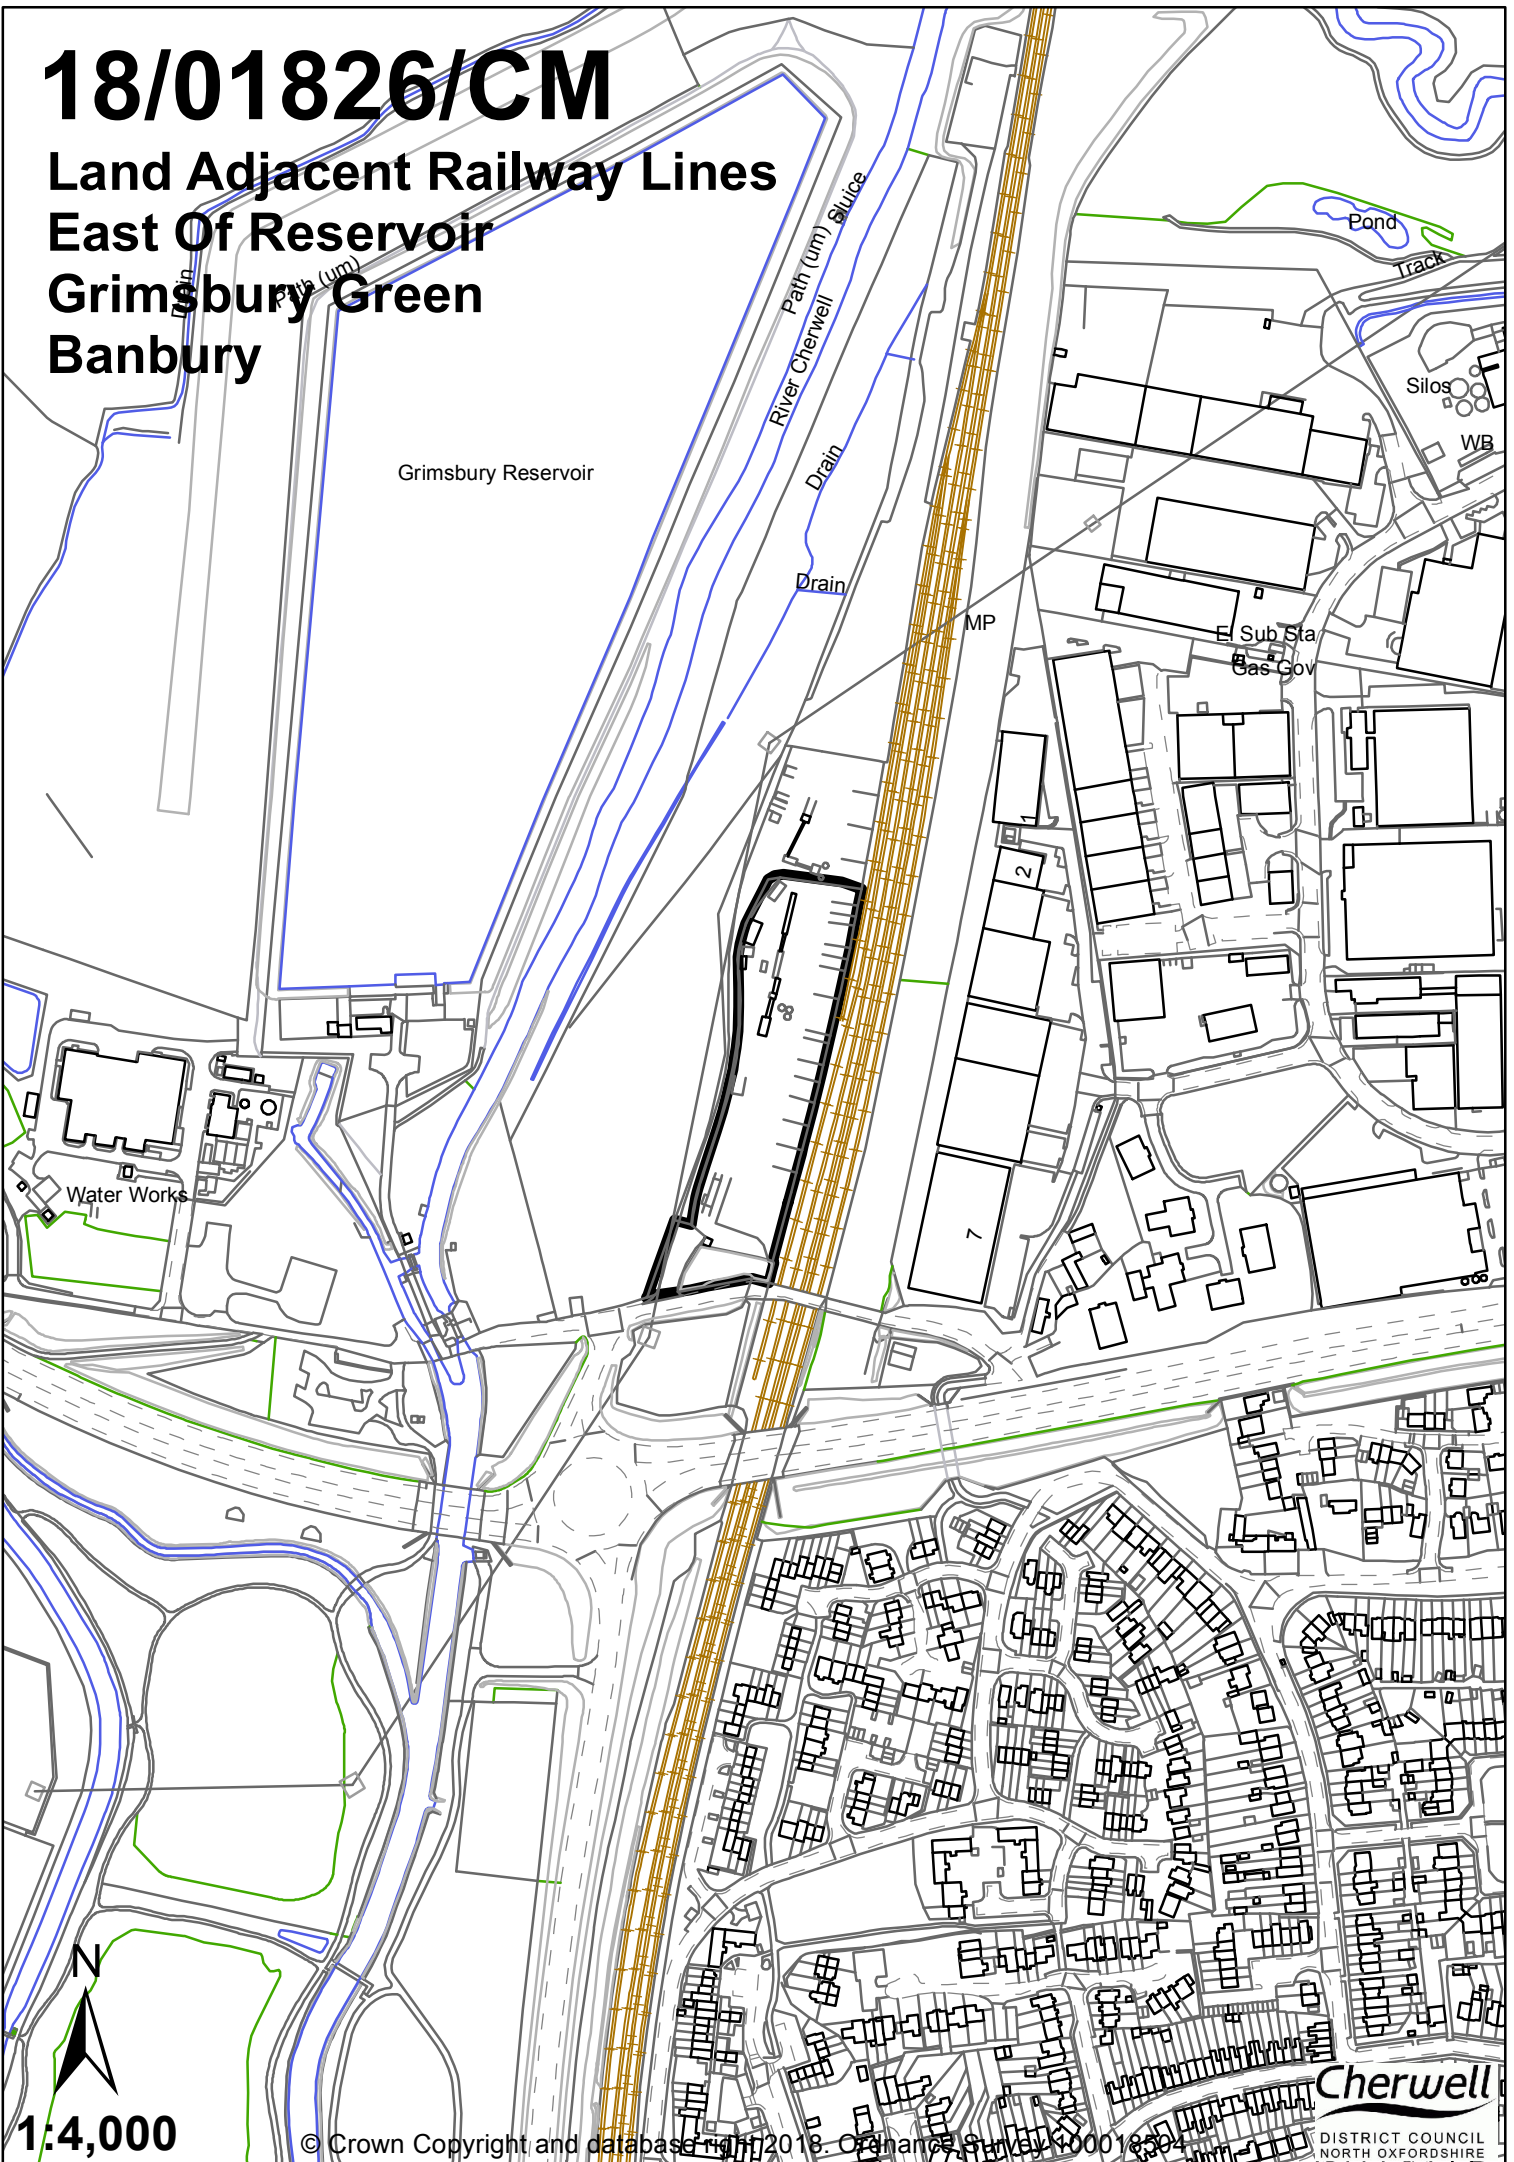 18/01826/CM
Land Adjacent Railway Lines
East Of Reservoir
Grimsbury Green
Banbury
Drain
Path (um)
Path (um)
Sluice
River Cherwell
Drain
Drain
Grimsbury Reservoir
Pond
Track
Silos
WB
MP
El Sub Sta
Gas Gov
1
2
7
Water Works
N
1:4,000
© Crown Copyright and database right 2018. Ordnance Survey 100018504
Cherwell
DISTRICT COUNCIL
NORTH OXFORDSHIRE